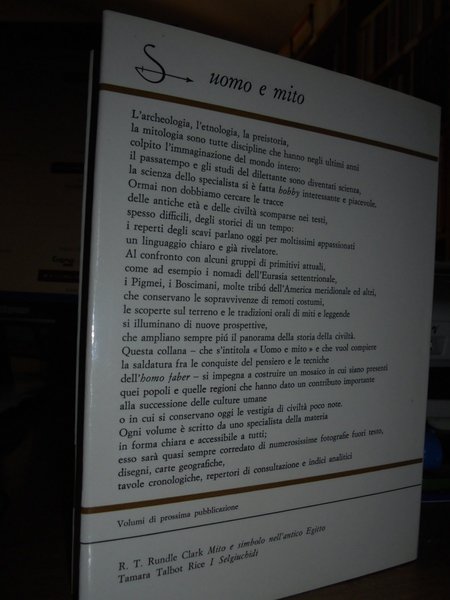 uomo e mito
L'archeologia, l'etnologia, la preistoria,
la mitologia sono tutte discipline che hanno negli ultimi anni
colpito l'immaginazione del mondo intero:
il passatempo e gli studi del dilettante sono diventati scienza,
la scienza dello specialista si è fatta hobby interessante e piacevole.
Ormai non dobbiamo cercare le tracce
delle antiche età e delle civiltà scomparse nei testi,
spesso difficili, degli storici di un tempo:
i reperti degli scavi parlano oggi per moltissimi appassionati
un linguaggio chiaro e già rivelatore.
Al confronto con alcuni gruppi di primitivi attuali,
come ad esempio i nomadi dell'Eurasia settentrionale,
i Pigmei, i Boscimani, molte tribú dell'America meridionale ed altri,
che conservano le sopravvivenze di remoti costumi,
le scoperte sul terreno e le tradizioni orali di miti e leggende
si illuminano di nuove prospettive,
che ampliano sempre piú il panorama della storia della civiltà.
Questa collana – che s'intitola « Uomo e mito » e che vuol compiere
la saldatura fra le conquiste del pensiero e le tecniche
dell'homo faber – si impegna a costruire un mosaico in cui siano presenti
quei popoli e quelle regioni che hanno dato un contributo importante
alla successione delle culture umane
o in cui si conservano oggi le vestigia di civiltà poco note.
Ogni volume è scritto da uno specialista della materia
in forma chiara e accessibile a tutti;
esso sarà quasi sempre corredato di numerosissime fotografie fuori testo,
disegni, carte geografiche,
tavole cronologiche, repertori di consultazione e indici analitici
Volumi di prossima pubblicazione
R. T. Rundle Clark Mito e simbolo nell'antico Egitto
Tamara Talbot Rice I Selgiuchidi